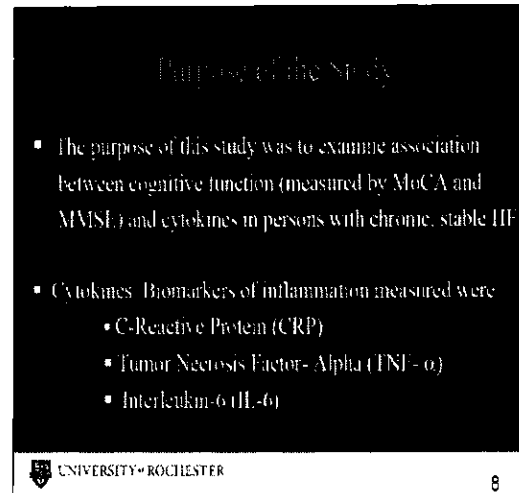 Purpose of the Study
▪ The purpose of this study was to examine association
between cognitive function (measured by MoCA and
MMSE) and cytokines in persons with chronic, stable HF
▪ Cytokines Biomarkers of inflammation measured were
▪ C-Reactive Protein (CRP)
▪ Tumor Necrosis Factor- Alpha (TNF- α)
▪ Interleukin-6 (IL-6)
UNIVERSITY of ROCHESTER
8